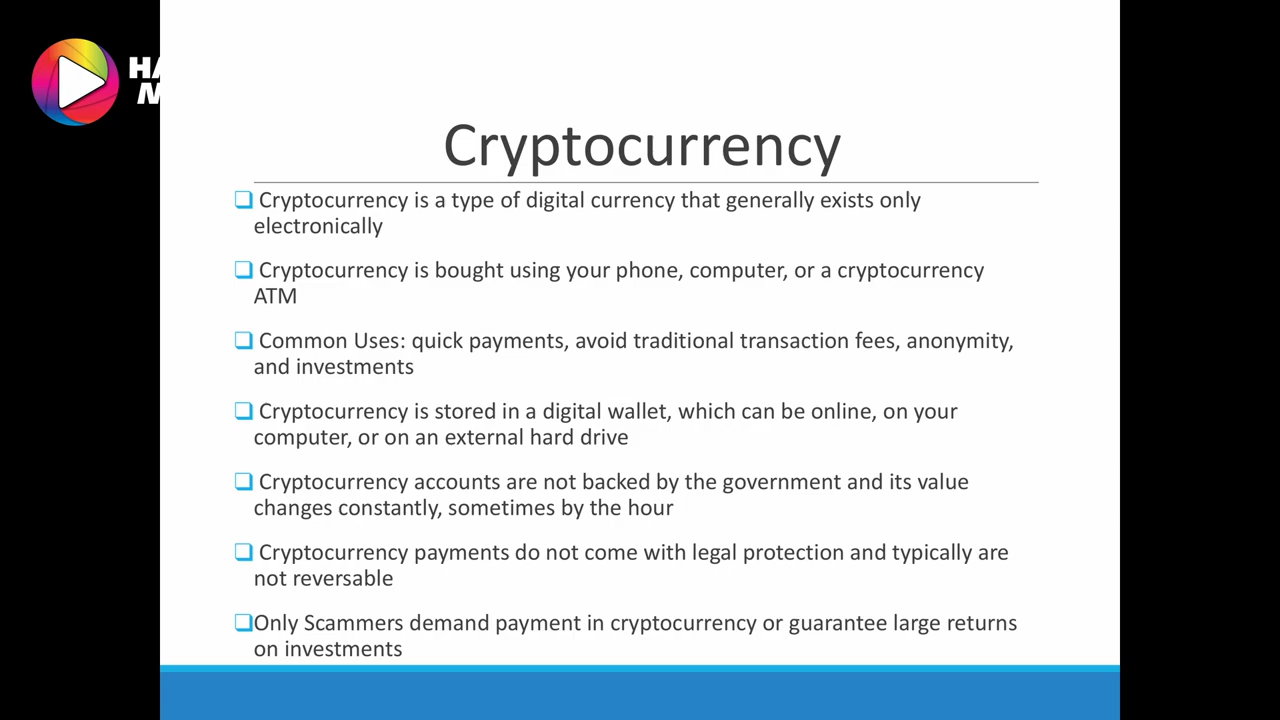 HA
M
Cryptocurrency
❑ Cryptocurrency is a type of digital currency that generally exists only
electronically
❑ Cryptocurrency is bought using your phone, computer, or a cryptocurrency
ATM
❑ Common Uses: quick payments, avoid traditional transaction fees, anonymity,
and investments
❑ Cryptocurrency is stored in a digital wallet, which can be online, on your
computer, or on an external hard drive
❑ Cryptocurrency accounts are not backed by the government and its value
changes constantly, sometimes by the hour
❑ Cryptocurrency payments do not come with legal protection and typically are
not reversable
❑Only Scammers demand payment in cryptocurrency or guarantee large returns
on investments